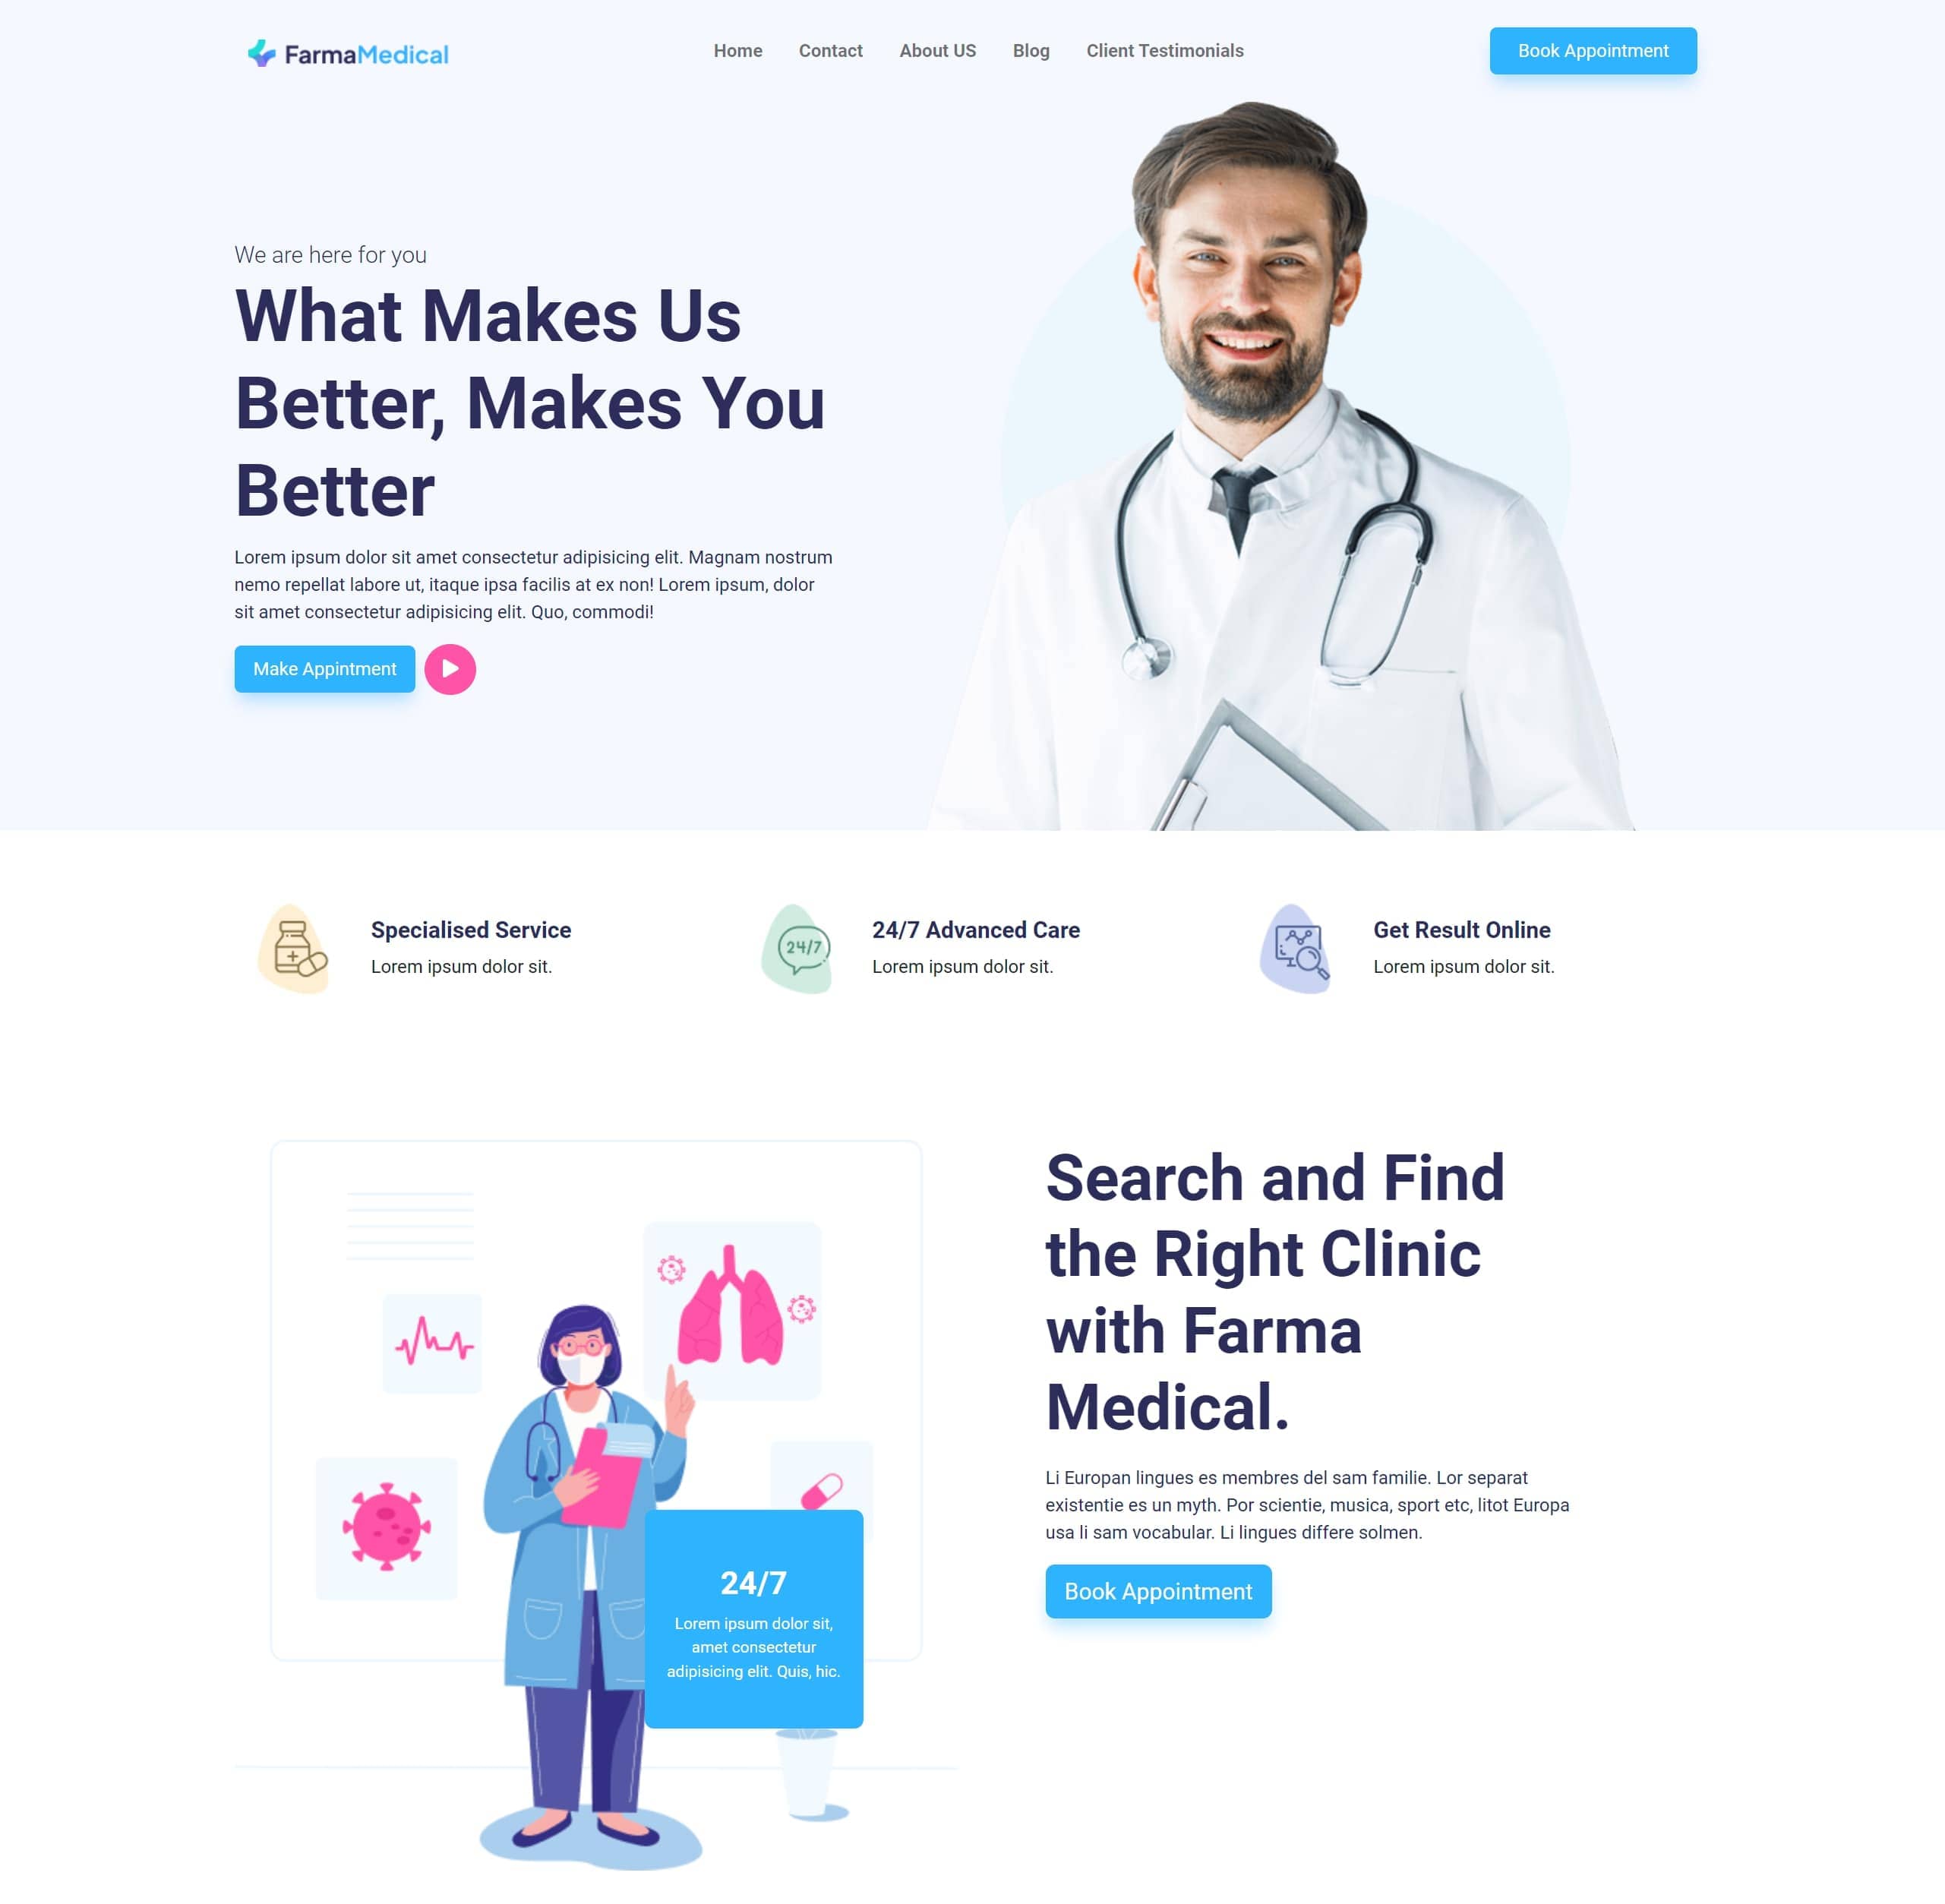 FarmaMedical
Home Contact About US Blog Client Testimonials
Book Appointment
We are here for you
What Makes Us
Better, Makes You
Better
Lorem ipsum dolor sit amet consectetur adipisicing elit. Magnam nostrum
nemo repellat labore ut, itaque ipsa facilis at ex non! Lorem ipsum, dolor
sit amet consectetur adipisicing elit. Quo, commodi!
Make Appintment
Specialised Service
Lorem ipsum dolor sit.
24/7
24/7 Advanced Care
Lorem ipsum dolor sit.
Get Result Online
Lorem ipsum dolor sit.
24/7
Lorem ipsum dolor sit,
amet consectetur
adipisicing elit. Quis, hic.
Search and Find
the Right Clinic
with Farma
Medical.
Li Europan lingues es membres del sam familie. Lor separat
existentie es un myth. Por scientie, musica, sport etc, litot Europa
usa li sam vocabular. Li lingues differe solmen.
Book Appointment